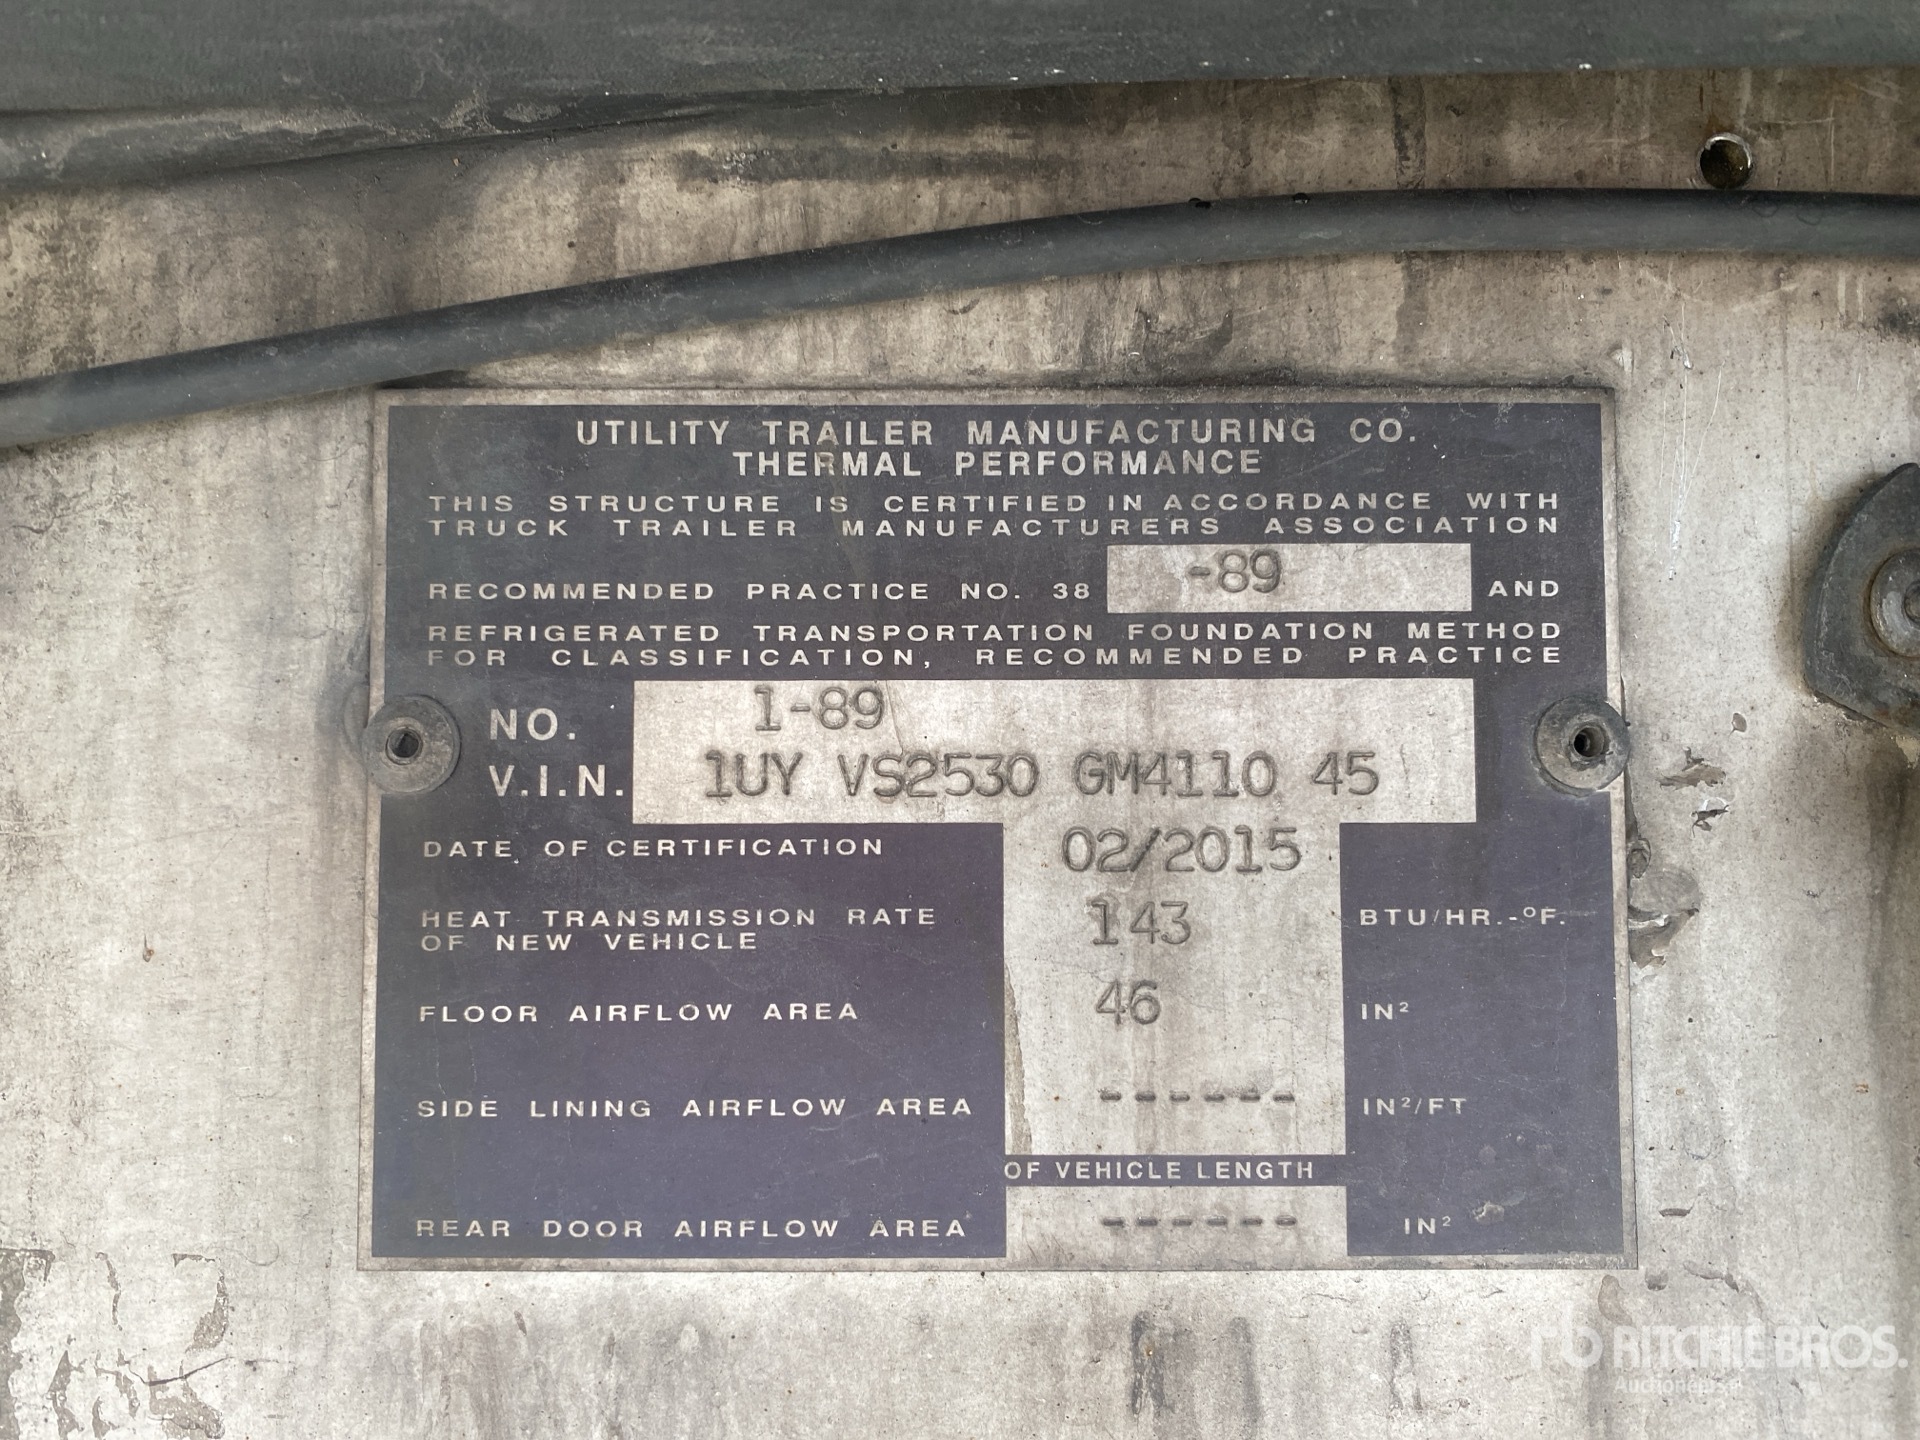 UTILITY TRAILER MANUFACTURING CO.
THERMAL PERFORMANCE
THIS STRUCTURE IS CERTIFIED IN ACCORDANCE WITH
TRUCK TRAILER MANUFACTURERS ASSOCIATION
RECOMMENDED PRACTICE NO. 38 -89 AND
REFRIGERATED TRANSPORTATION FOUNDATION METHOD
FOR CLASSIFICATION, RECOMMENDED PRACTICE
NO. 1-89
V.I.N. 1UY VS2530 GM4110 45
DATE OF CERTIFICATION 02/2015
HEAT TRANSMISSION RATE 143 BTU/HR.-ºF.
OF NEW VEHICLE
FLOOR AIRFLOW AREA 46 IN²
SIDE LINING AIRFLOW AREA ------ IN²/FT
OF VEHICLE LENGTH
REAR DOOR AIRFLOW AREA ------ IN²
rb RITCHIE BROS.
Auctioneers